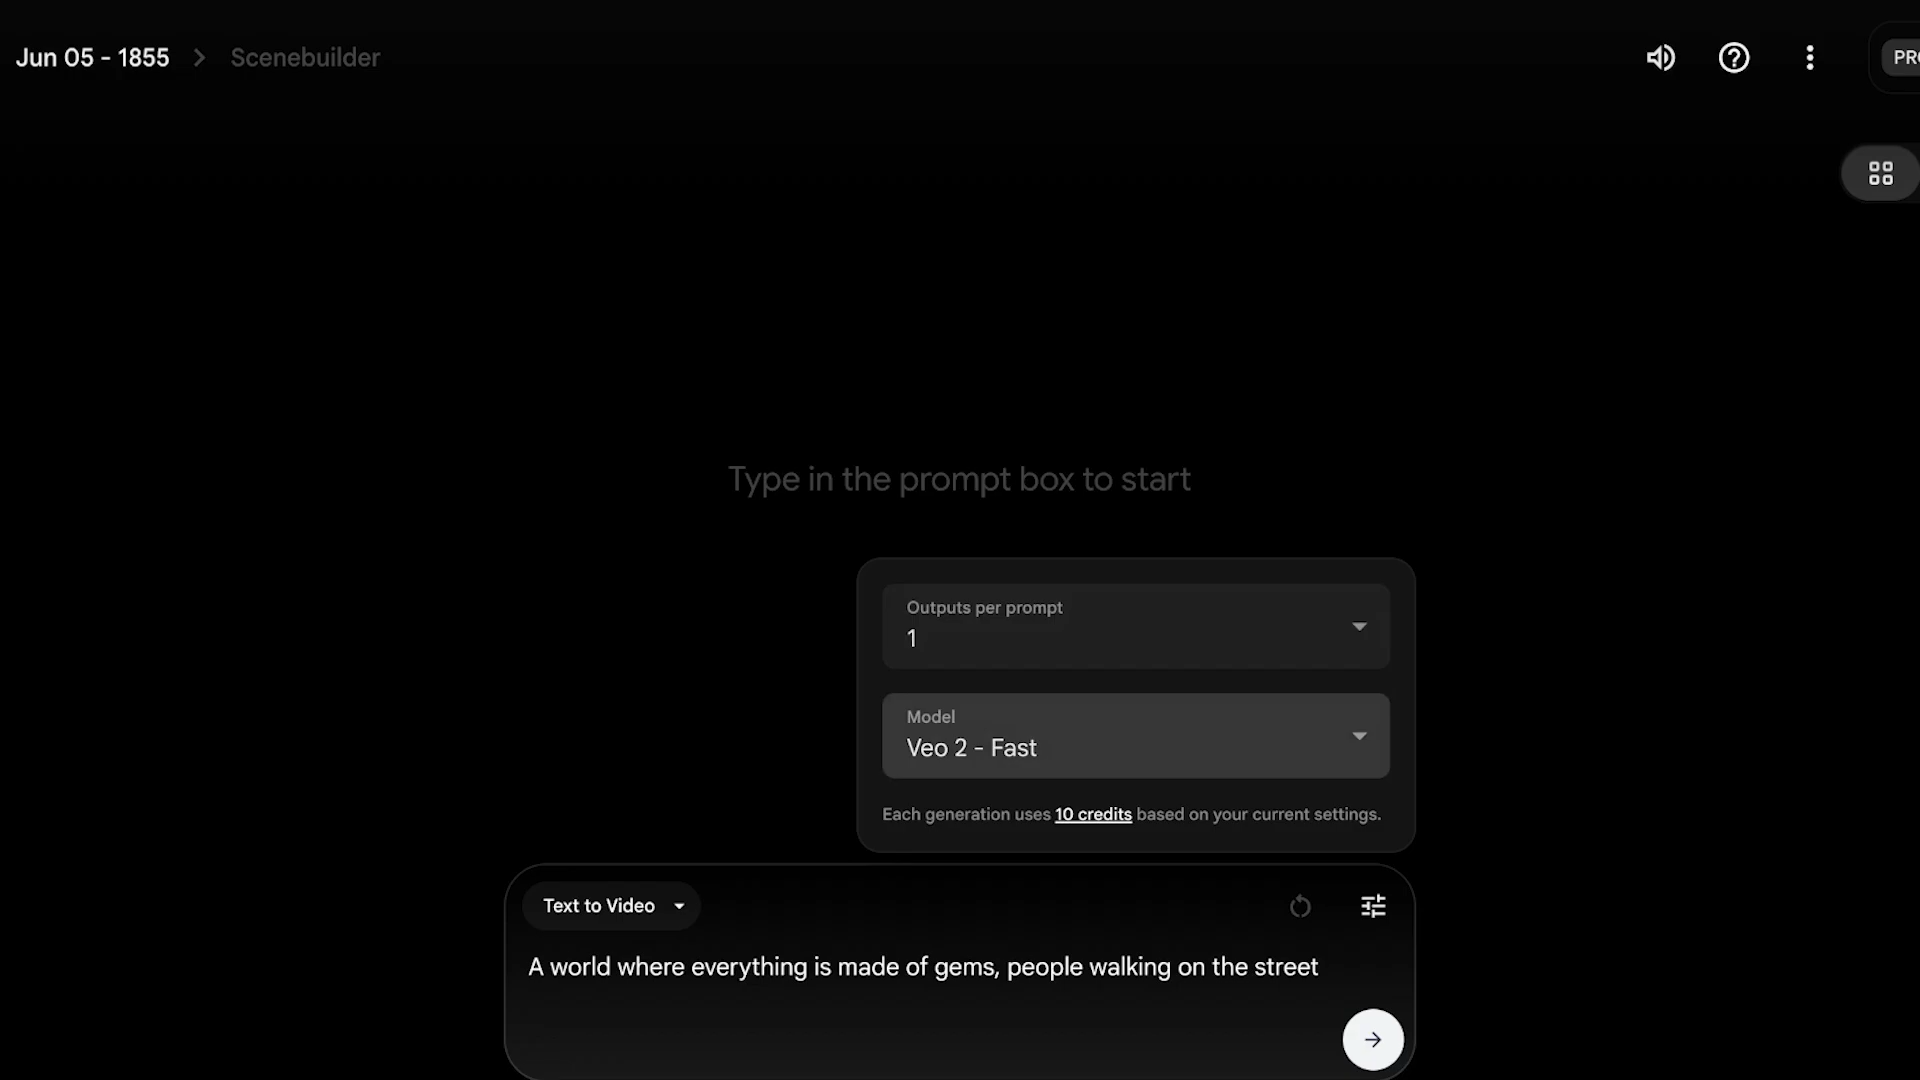 Jun 05 - 1855 Scenebuilder
Type in the prompt box to start
Outputs per prompt
1
Model
Veo 2 - Fast
Each generation uses 10 credits based on your current settings.
Text to Video
A world where everything is made of gems, people walking on the street